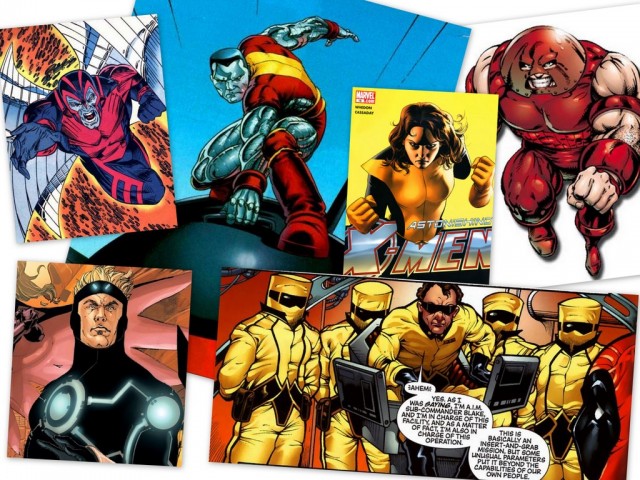 MARVEL
WHEDON
CASSADAY
ASTONISHING
X-MEN
:AHEM:
YES. AS I
WAS SAYING, I'M A.I.M.
SUB-COMMANDER BLAKE,
AND I'M IN CHARGE OF THIS
FACILITY, AND AS A MATTER
OF FACT, I'M ALSO IN
CHARGE OF THIS
OPERATION.
THIS IS
BASICALLY AN
INSERT-AND-GRAB
MISSION, BUT SOME
UNUSUAL PARAMETERS
PUT IT BEYOND THE
CAPABILITIES OF OUR
OWN PEOPLE.